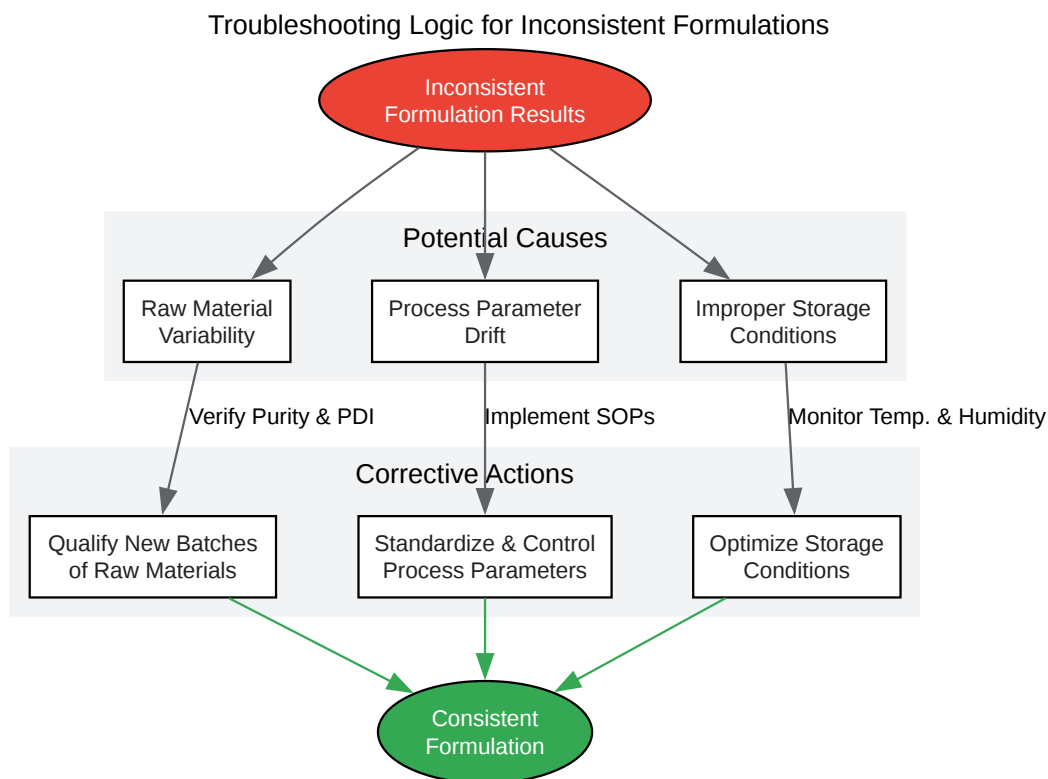 Troubleshooting Logic for Inconsistent Formulations
Inconsistent
Formulation Results
Potential Causes
Raw Material
Variability
Process Parameter
Drift
Improper Storage
Conditions
Verify Purity & PDI
Implement SOPs
Monitor Temp. & Humidity
Corrective Actions
Qualify New Batches
of Raw Materials
Standardize & Control
Process Parameters
Optimize Storage
Conditions
Consistent
Formulation